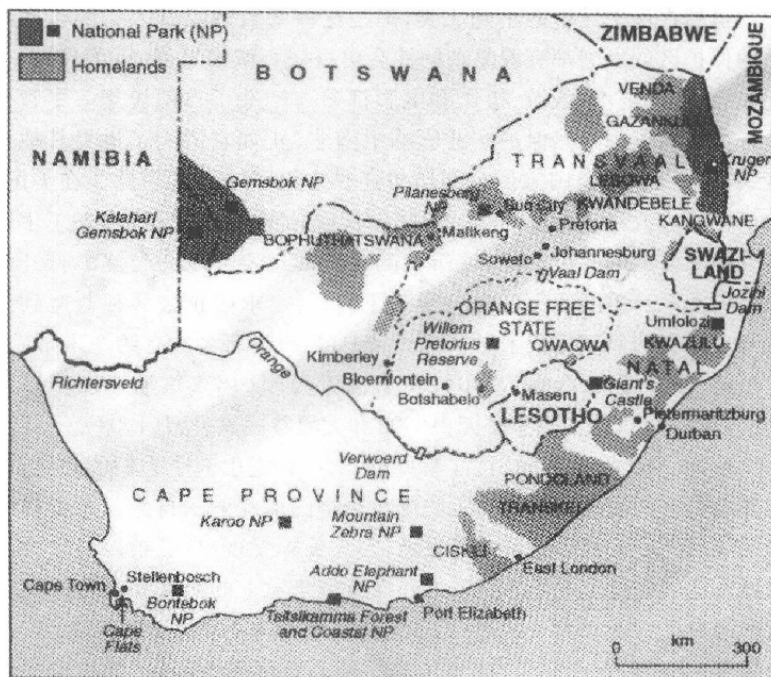 National Park (NP)
Homelands
ZIMBABWE
MOZAMBIQUE
BOTSWANA
VENDA
GAZANKULU
NAMIBIA
TRANSVAAL
Kruger
NP
LEBOWA
Gemsbok NP
Pilanesberg
NP
Sun City
KWANDEBELE
Kalahari
Gemsbok NP
BOPHUTHATSWANA
Mafikeng
Pretoria
KANGWANE
Johannesburg
Soweto
SWAZI-
LAND
Vaal Dam
Jozini
Dam
ORANGE FREE
STATE
Umfolozi
Willem
Pretorius
Reserve
QWAQWA
KWAZULU
NATAL
Kimberley
Orange
Richtersveld
Bloemfontein
Botshabelo
Maseru
Giant's
Castle
LESOTHO
Pietermaritzburg
Durban
Verwoerd
Dam
PONDOLAND
CAPE PROVINCE
TRANSKEI
Karoo NP
Mountain
Zebra NP
CISKEI
East London
Stellenbosch
Addo Elephant
NP
Cape Town
Bontebok
NP
Port Elizabeth
Cape
Flats
Tsitsikamma Forest
and Coastal NP
km
0 300